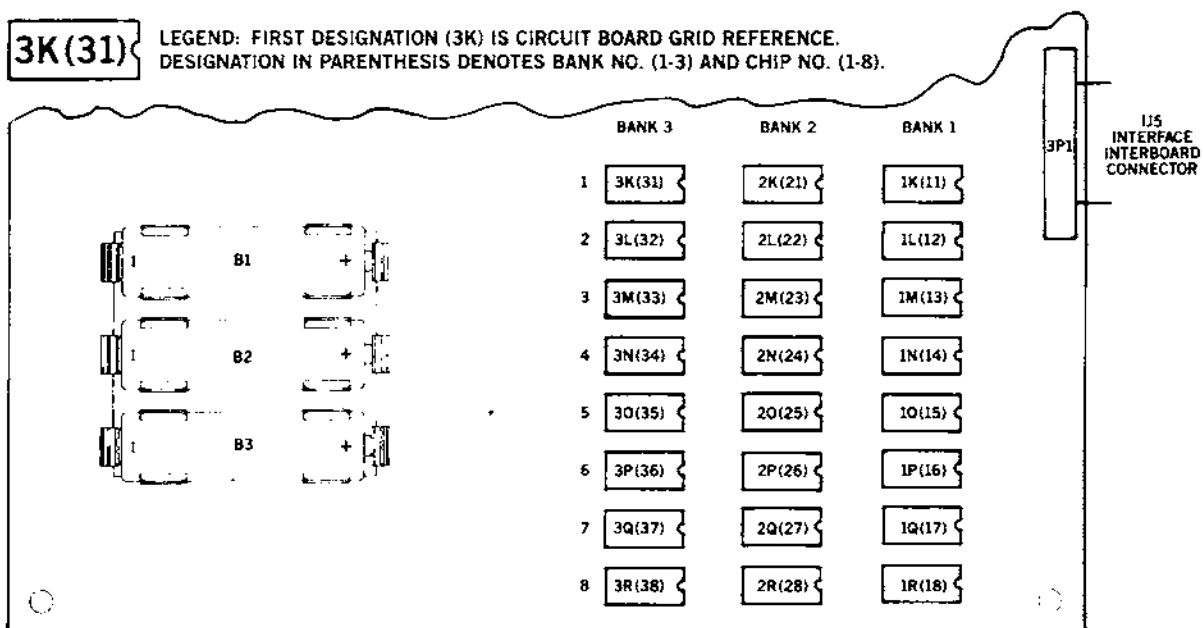 3K(31)
LEGEND: FIRST DESIGNATION (3K) IS CIRCUIT BOARD GRID REFERENCE.
DESIGNATION IN PARENTHESIS DENOTES BANK NO. (1-3) AND CHIP NO. (1-8).
BANK 3 BANK 2 BANK 1
3P1
1J5
INTERFACE
INTERBOARD
CONNECTOR
1 3K(31) 2K(21) 1K(11)
2 3L(32) 2L(22) 1L(12)
3 3M(33) 2M(23) 1M(13)
4 3N(34) 2N(24) 1N(14)
5 3O(35) 2O(25) 1O(15)
6 3P(36) 2P(26) 1P(16)
7 3Q(37) 2Q(27) 1Q(17)
8 3R(38) 2R(28) 1R(18)
I B1 +
I B2 +
I B3 +